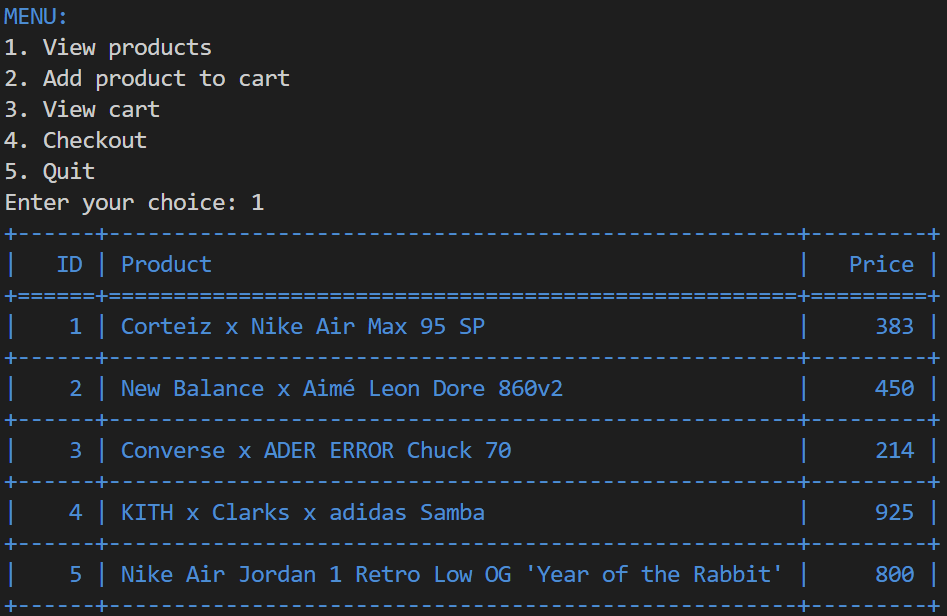 MENU:
1. View products
2. Add product to cart
3. View cart
4. Checkout
5. Quit
Enter your choice: 1
+------+-----------------------------------------------------+---------+
|   ID | Product                                             |   Price |
+======+=====================================================+=========+
|    1 | Corteiz x Nike Air Max 95 SP                        |     383 |
+------+-----------------------------------------------------+---------+
|    2 | New Balance x Aimé Leon Dore 860v2                  |     450 |
+------+-----------------------------------------------------+---------+
|    3 | Converse x ADER ERROR Chuck 70                      |     214 |
+------+-----------------------------------------------------+---------+
|    4 | KITH x Clarks x adidas Samba                        |     925 |
+------+-----------------------------------------------------+---------+
|    5 | Nike Air Jordan 1 Retro Low OG 'Year of the Rabbit' |     800 |
+------+-----------------------------------------------------+---------+